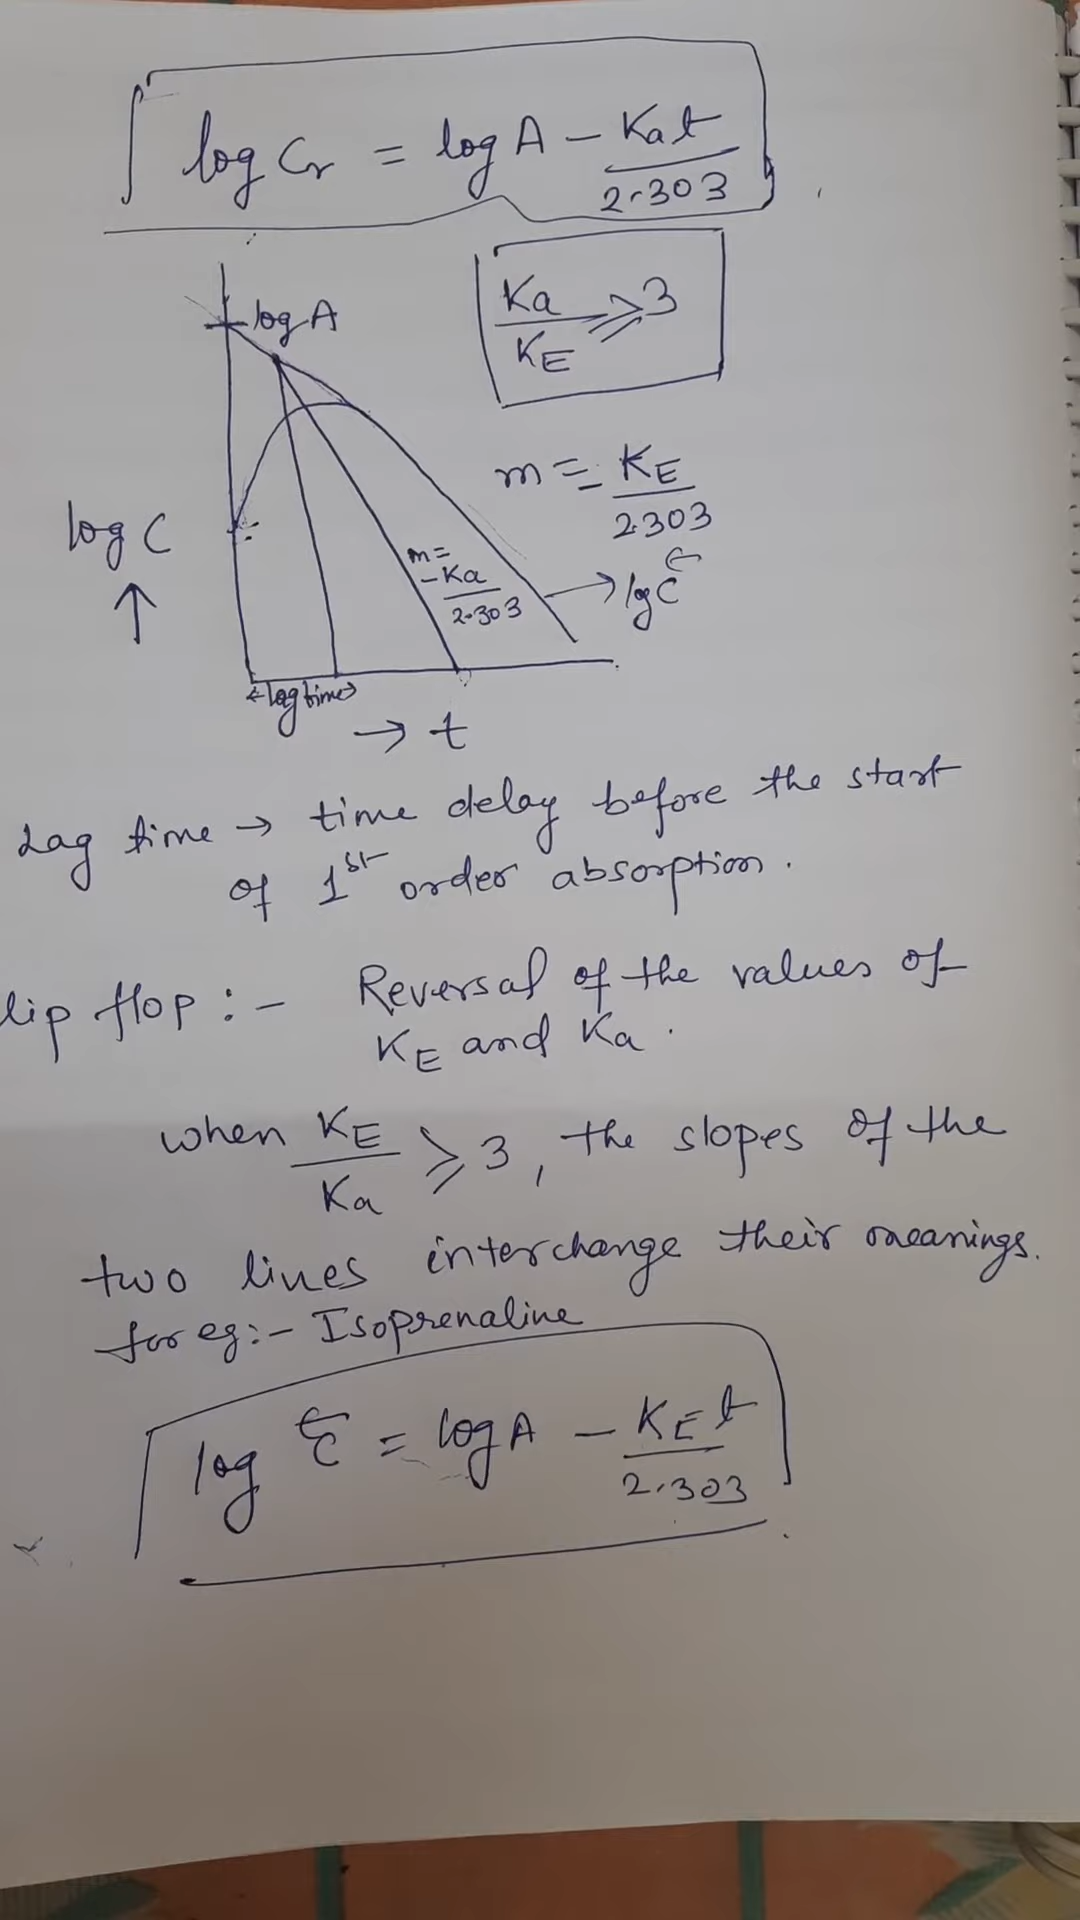 log Cr = log A - Kat/2.303
log A
Ka/KE ⩾ 3
m = - KE/2.303
log C
↑
m = -Ka/2.303
→ log C←
← lag time →
→ t
Lag time → time delay before the start
of 1st order absorption.
lip flop :- Reversal of the values of
KE and Ka.
when KE/Ka ⩾ 3, the slopes of the
two lines interchange their meanings.
for eg:- Isoprenaline
log C← = log A - KEt/2.303